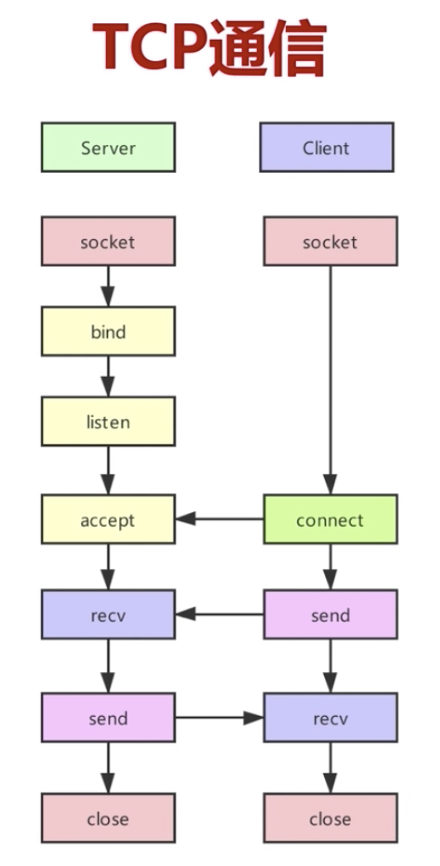 TCP通信
Server
Client
socket
socket
bind
listen
accept
connect
recv
send
send
recv
close
close